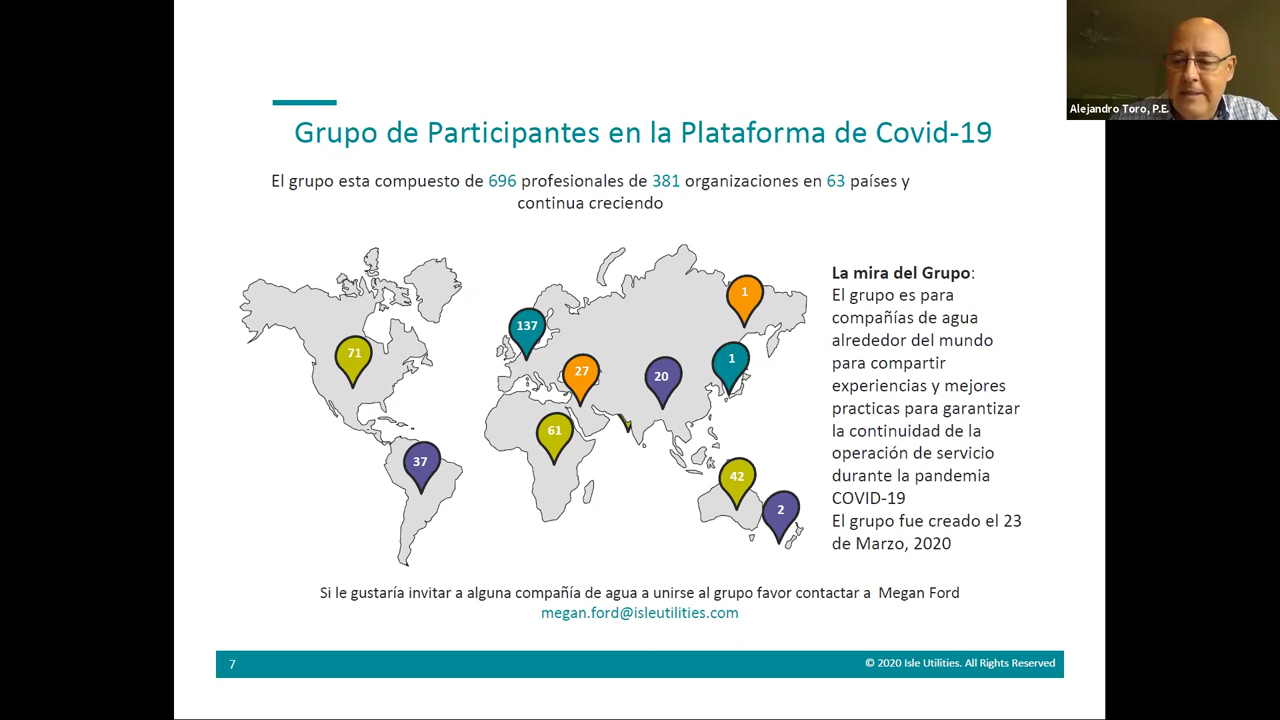 Alejandro Toro, P.E.
Grupo de Participantes en la Plataforma de Covid-19
El grupo esta compuesto de 696 profesionales de 381 organizaciones en 63 países y
continua creciendo
71
37
137
27
61
20
1
1
42
2
La mira del Grupo:
El grupo es para
compañías de agua
alrededor del mundo
para compartir
experiencias y mejores
practicas para garantizar
la continuidad de la
operación de servicio
durante la pandemia
COVID-19
El grupo fue creado el 23
de Marzo, 2020
Si le gustaría invitar a alguna compañía de agua a unirse al grupo favor contactar a Megan Ford
megan.ford@isleutilities.com
7
© 2020 Isle Utilities. All Rights Reserved